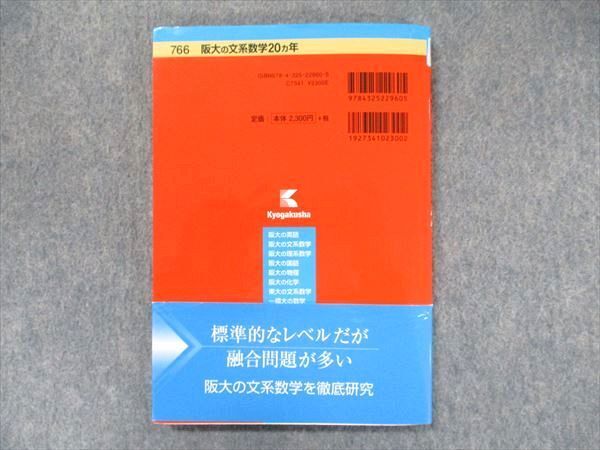 766 阪大の文系数学20カ年
ISBN978-4-325-22960-5
C7341 ¥2300E
9784325229605
定価 本体 2,300円 +税
1927341023002
Kyogakusha
阪大の英語
阪大の文系数学
阪大の理系数学
阪大の国語
阪大の物理
阪大の化学
東大の文系数学
一橋大の数学
標準的なレベルだが
融合問題が多い
阪大の文系数学を徹底研究